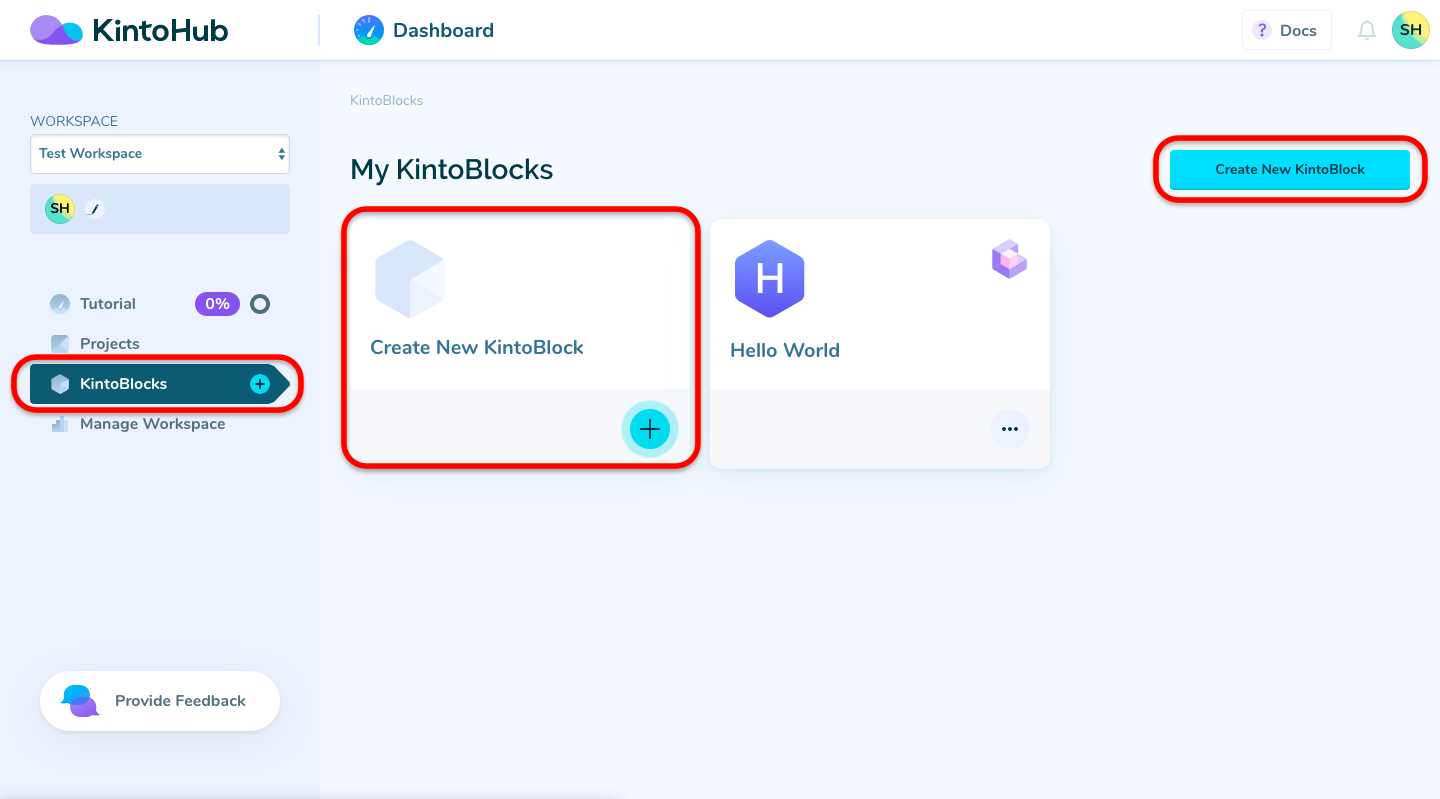 KintoHub
Dashboard
? Docs
SH
WORKSPACE
Test Workspace
SH
Tutorial 0%
Projects
KintoBlocks
Manage Workspace
Provide Feedback
KintoBlocks
My KintoBlocks
Create New KintoBlock
Create New KintoBlock
H
Hello World